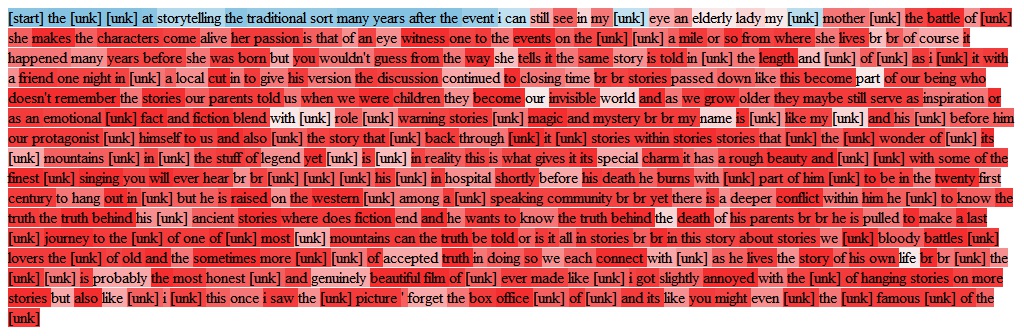 [start] the [unk] [unk] at storytelling the traditional sort many years after the event i can still see in my [unk] eye an elderly lady my [unk] mother [unk] the battle of [unk]
she makes the characters come alive her passion is that of an eye witness one to the events on the [unk] [unk] a mile or so from where she lives br br of course it
happened many years before she was born but you wouldn't guess from the way she tells it the same story is told in [unk] the length and [unk] of [unk] as i [unk] it with
a friend one night in [unk] a local cut in to give his version the discussion continued to closing time br br stories passed down like this become part of our being who
doesn't remember the stories our parents told us when we were children they become our invisible world and as we grow older they maybe still serve as inspiration or
as an emotional [unk] fact and fiction blend with [unk] role [unk] warning stories [unk] magic and mystery br br my name is [unk] like my [unk] and his [unk] before him
our protagonist [unk] himself to us and also [unk] the story that [unk] back through [unk] it [unk] stories within stories stories that [unk] the [unk] wonder of [unk] its
[unk] mountains [unk] in [unk] the stuff of legend yet [unk] is [unk] in reality this is what gives it its special charm it has a rough beauty and [unk] [unk] with some of the
finest [unk] singing you will ever hear br br [unk] [unk] [unk] his [unk] in hospital shortly before his death he burns with [unk] part of him [unk] to be in the twenty first
century to hang out in [unk] but he is raised on the western [unk] among a [unk] speaking community br br yet there is a deeper conflict within him he [unk] to know the
truth the truth behind his [unk] ancient stories where does fiction end and he wants to know the truth behind the death of his parents br br he is pulled to make a last
[unk] journey to the [unk] of one of [unk] most [unk] mountains can the truth be told or is it all in stories br br in this story about stories we [unk] bloody battles [unk]
lovers the [unk] of old and the sometimes more [unk] [unk] of accepted truth in doing so we each connect with [unk] as he lives the story of his own life br br [unk] the
[unk] [unk] is probably the most honest [unk] and genuinely beautiful film of [unk] ever made like [unk] i got slightly annoyed with the [unk] of hanging stories on more
stories but also like [unk] i [unk] this once i saw the [unk] picture ' forget the box office [unk] of [unk] and its like you might even [unk] the [unk] famous [unk] of the
[unk]